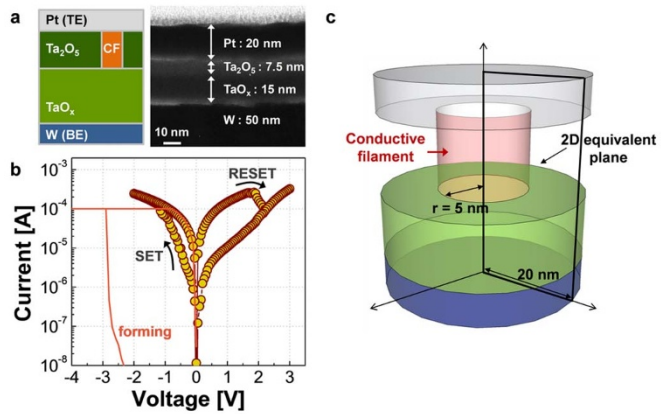 a
Pt (TE)
Ta₂O₅
CF
TaOₓ
W (BE)
Pt : 20 nm
Ta₂O₅ : 7.5 nm
TaOₓ : 15 nm
W : 50 nm
10 nm
b
Current [A]
10⁻³
10⁻⁴
10⁻⁵
10⁻⁶
10⁻⁷
10⁻⁸
RESET
SET
forming
-4 -3 -2 -1 0 1 2 3
Voltage [V]
c
Conductive
filament
2D equivalent
plane
r = 5 nm
20 nm